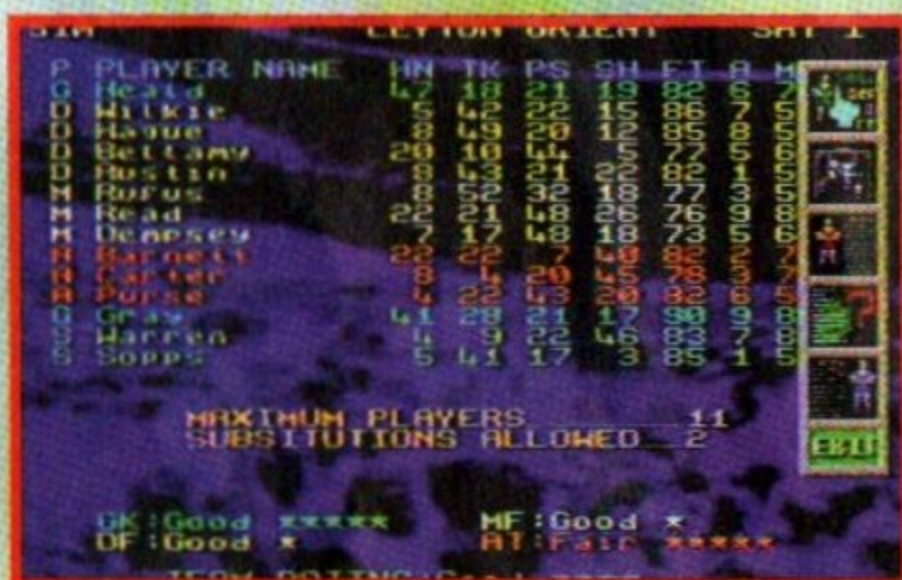 LEYTON ORIENT SAT 1
P PLAYER NAME HN TK PS SH FT A M
G Heald 47 18 21 19 82 6 7
D Wilkie 5 42 22 15 86 7 5
D Hague 8 49 20 12 85 8 5
D Bellamy 20 10 44 5 77 5 6
D Austin 8 43 21 22 82 1 5
M Rufus 8 52 32 18 77 3 5
M Read 22 21 48 26 76 9 8
M Dempsey 7 17 48 18 73 5 6
A Barnett 22 22 7 40 82 2 7
A Carter 8 4 20 45 78 3 7
A Purse 4 22 43 20 82 6 5
G Gray 41 28 21 17 90 9 8
S Warren 4 9 22 46 83 7 8
S Sopps 5 41 17 3 85 1 5
MAXIMUM PLAYERS 11
SUBSITUTIONS ALLOWED 2
EXIT
GK:Good ***** MF:Good *
DF:Good * AT:Fair *****
TEAM RATING:Good